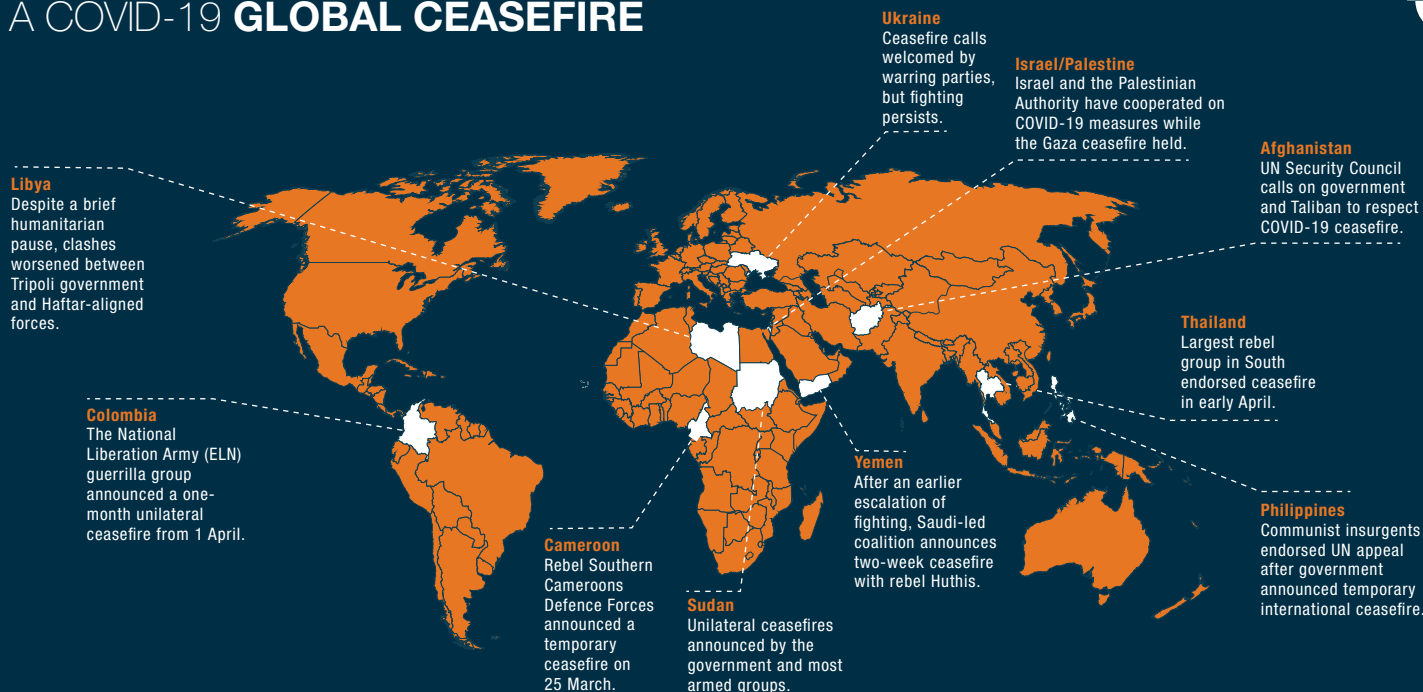 A COVID-19 GLOBAL CEASEFIRE
Ukraine
Ceasefire calls
welcomed by
warring parties,
but fighting
persists.
Israel/Palestine
Israel and the Palestinian
Authority have cooperated on
COVID-19 measures while
the Gaza ceasefire held.
Afghanistan
UN Security Council
calls on government
and Taliban to respect
COVID-19 ceasefire.
Libya
Despite a brief
humanitarian
pause, clashes
worsened between
Tripoli government
and Haftar-aligned
forces.
Thailand
Largest rebel
group in South
endorsed ceasefire
in early April.
Colombia
The National
Liberation Army (ELN)
guerrilla group
announced a one-
month unilateral
ceasefire from 1 April.
Cameroon
Rebel Southern
Cameroons
Defence Forces
announced a
temporary
ceasefire on
25 March.
Sudan
Unilateral ceasefires
announced by the
government and most
armed groups.
Yemen
After an earlier
escalation of
fighting, Saudi-led
coalition announces
two-week ceasefire
with rebel Huthis.
Philippines
Communist insurgents
endorsed UN appeal
after government
announced temporary
international ceasefire.